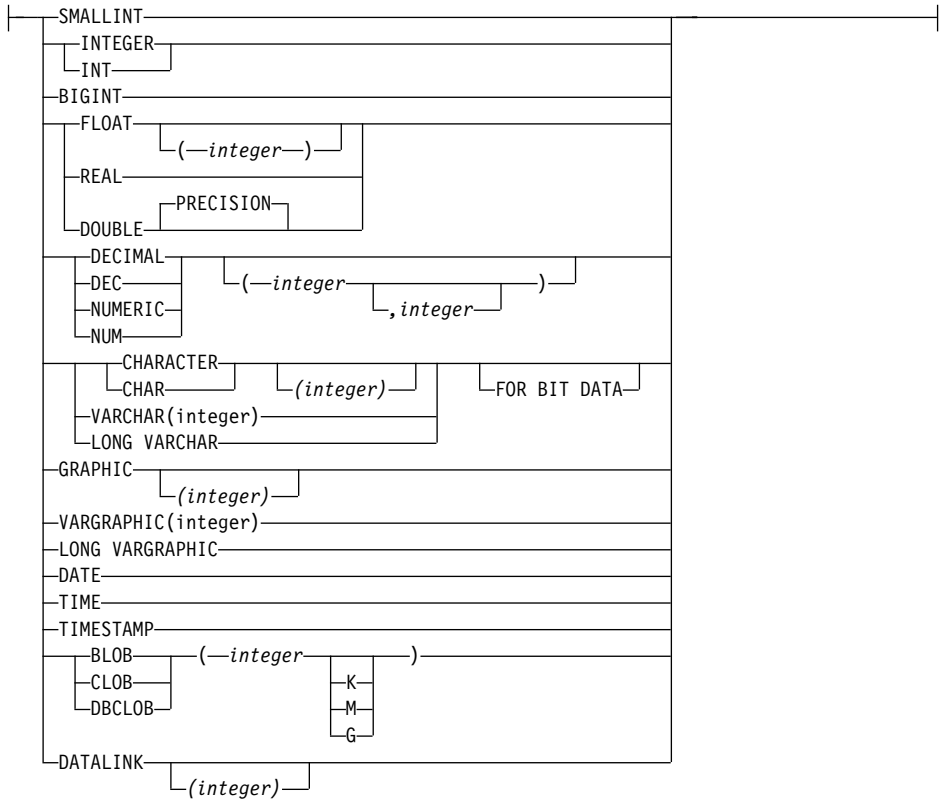 SMALLINT
INTEGER
INT
BIGINT
FLOAT
( integer )
REAL
PRECISION
DOUBLE
DECIMAL
DEC ( integer )
NUMERIC ,integer
NUM
CHARACTER
CHAR (integer) FOR BIT DATA
VARCHAR(integer)
LONG VARCHAR
GRAPHIC
(integer)
VARGRAPHIC(integer)
LONG VARGRAPHIC
DATE
TIME
TIMESTAMP
BLOB ( integer )
CLOB K
DBCLOB M
G
DATALINK
(integer)